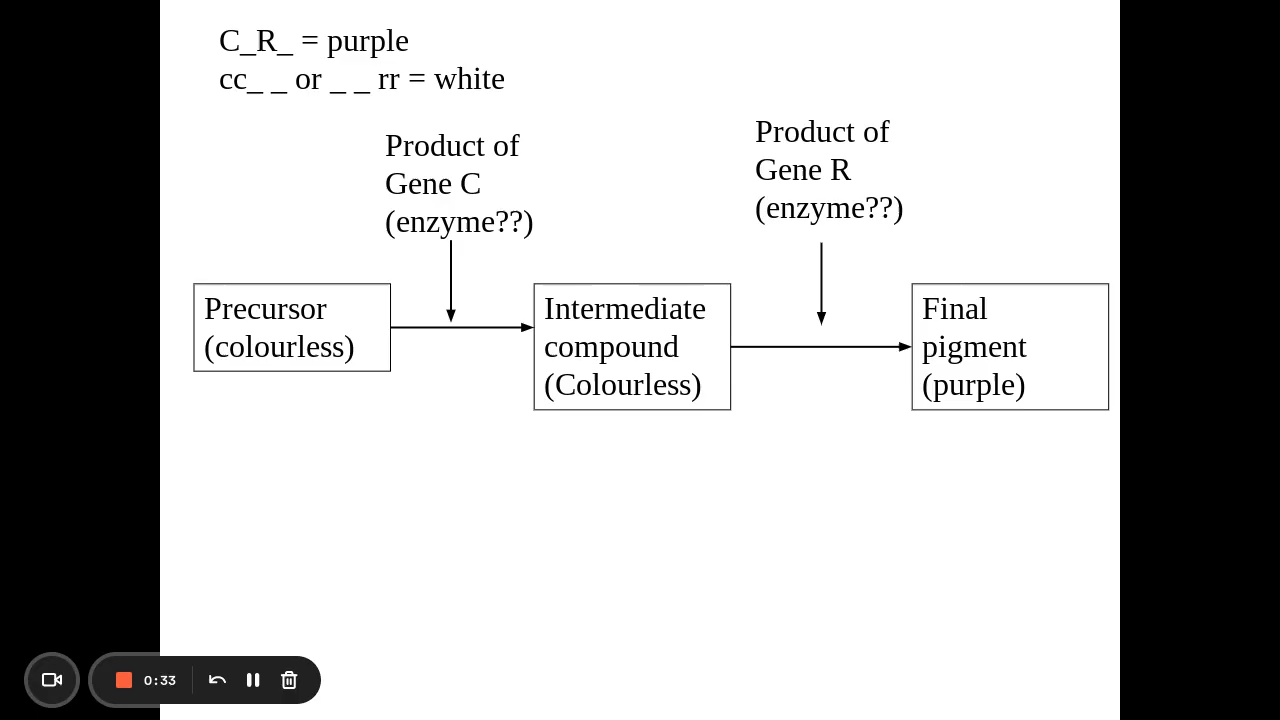 C_R_ = purple
cc_ _ or _ _ rr = white
Product of
Gene C
(enzyme??)
Product of
Gene R
(enzyme??)
Precursor
(colourless)
Intermediate
compound
(Colourless)
Final
pigment
(purple)
0:33